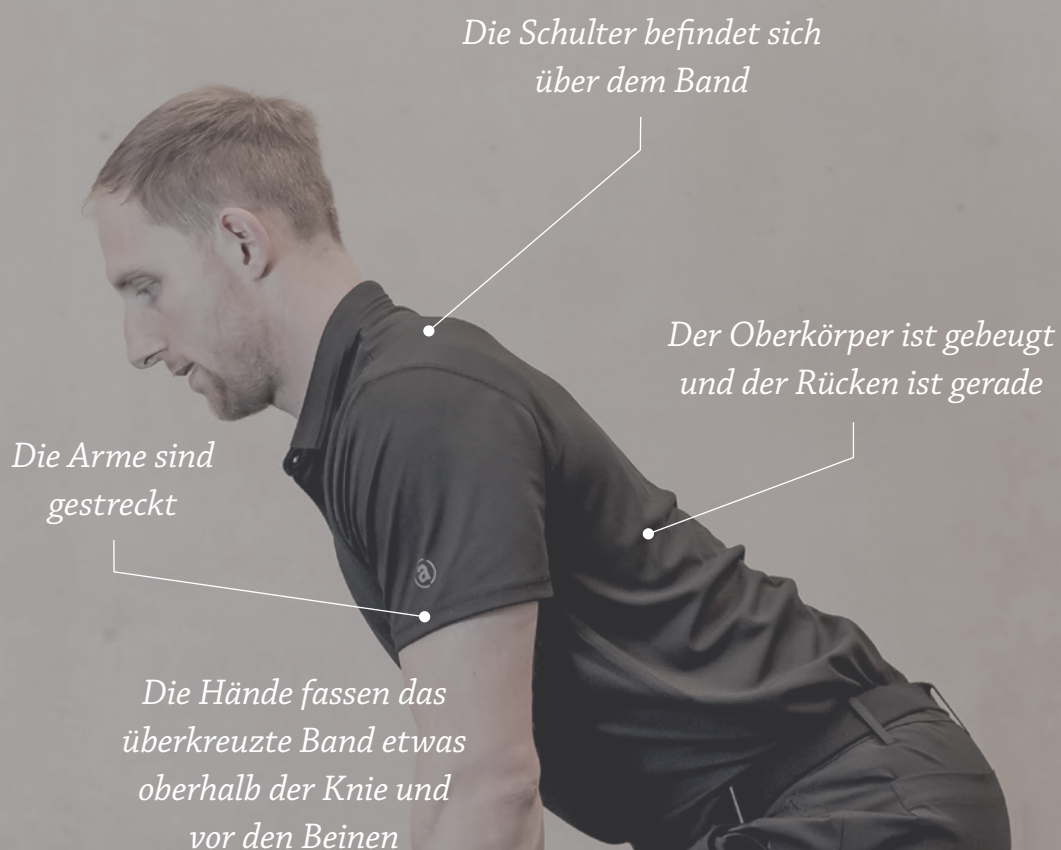 Die Schulter befindet sich
über dem Band
Der Oberkörper ist gebeugt
und der Rücken ist gerade
Die Arme sind
gestreckt
a
Die Hände fassen das
überkreuzte Band etwas
oberhalb der Knie und
vor den Beinen